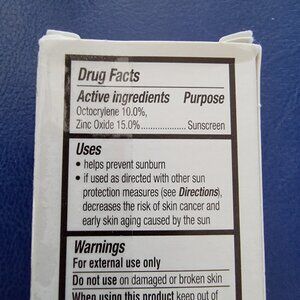 Drug Facts
Active ingredients Purpose
Octocrylene 10.0%,
Zinc Oxide 15.0%.................... Sunscreen
Uses
• helps prevent sunburn
• if used as directed with other sun
protection measures (see Directions),
decreases the risk of skin cancer and
early skin aging caused by the sun
Warnings
For external use only
Do not use on damaged or broken skin
When using this product keep out of